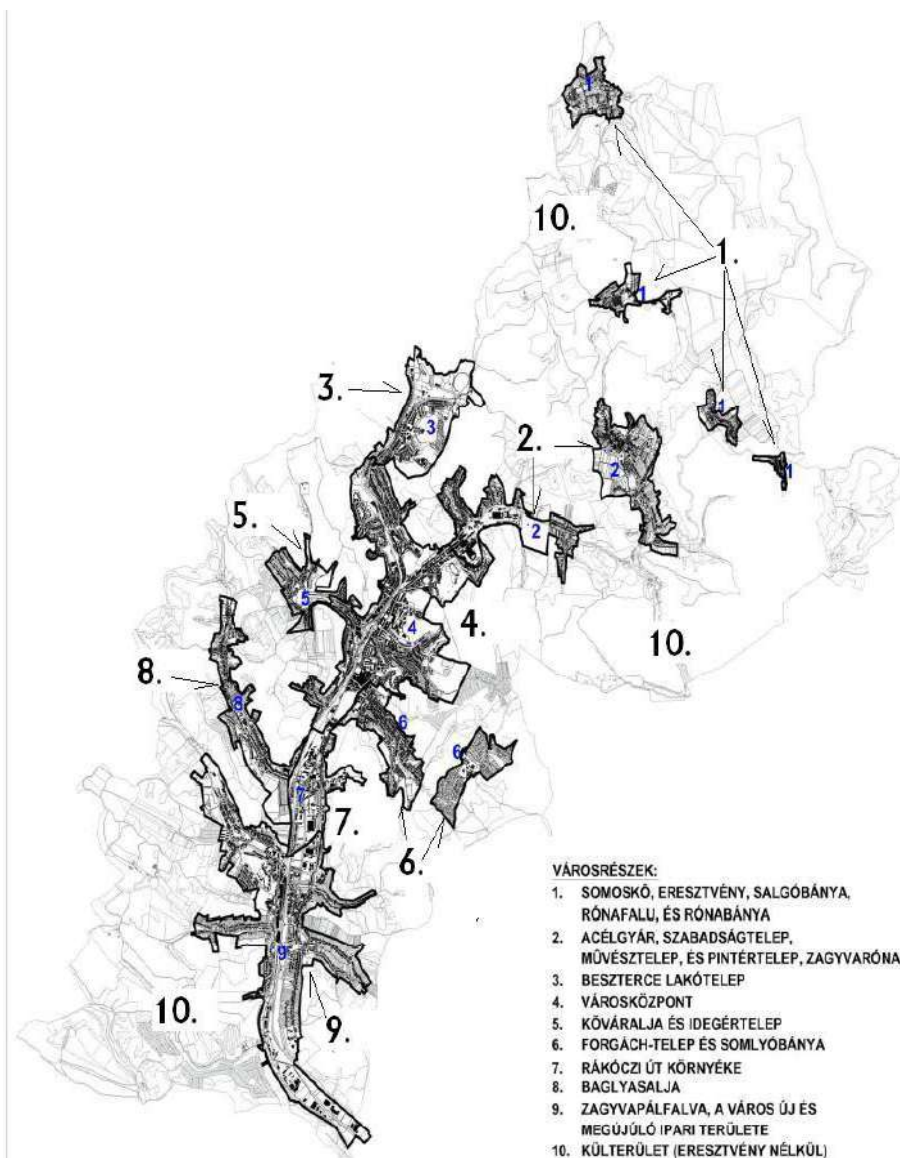 1
10.
1.
1
3.
3
1
2.
2
1
2
5.
5
4
4.
10.
8.
8
6
6
7
7.
6.
9
10.
9.
VÁROSRÉSZEK:
1. SOMOSKŐ, ERESZTVÉNY, SALGÓBÁNYA,
RÓNAFALU, ÉS RÓNABÁNYA
2. ACÉLGYÁR, SZABADSÁGTELEP,
MŰVÉSZTELEP, ÉS PINTÉRTELEP, ZAGYVARÓNA
3. BESZTERCE LAKÓTELEP
4. VÁROSKÖZPONT
5. KŐVÁRALJA ÉS IDEGÉRTELEP
6. FORGÁCH-TELEP ÉS SOMLYÓBÁNYA
7. RÁKÓCZI ÚT KÖRNYÉKE
8. BAGLYASALJA
9. ZAGYVAPÁLFALVA, A VÁROS ÚJ ÉS
MEGÚJULÓ IPARI TERÜLETE
10. KÜLTERÜLET (ERESZTVÉNY NÉLKÜL)